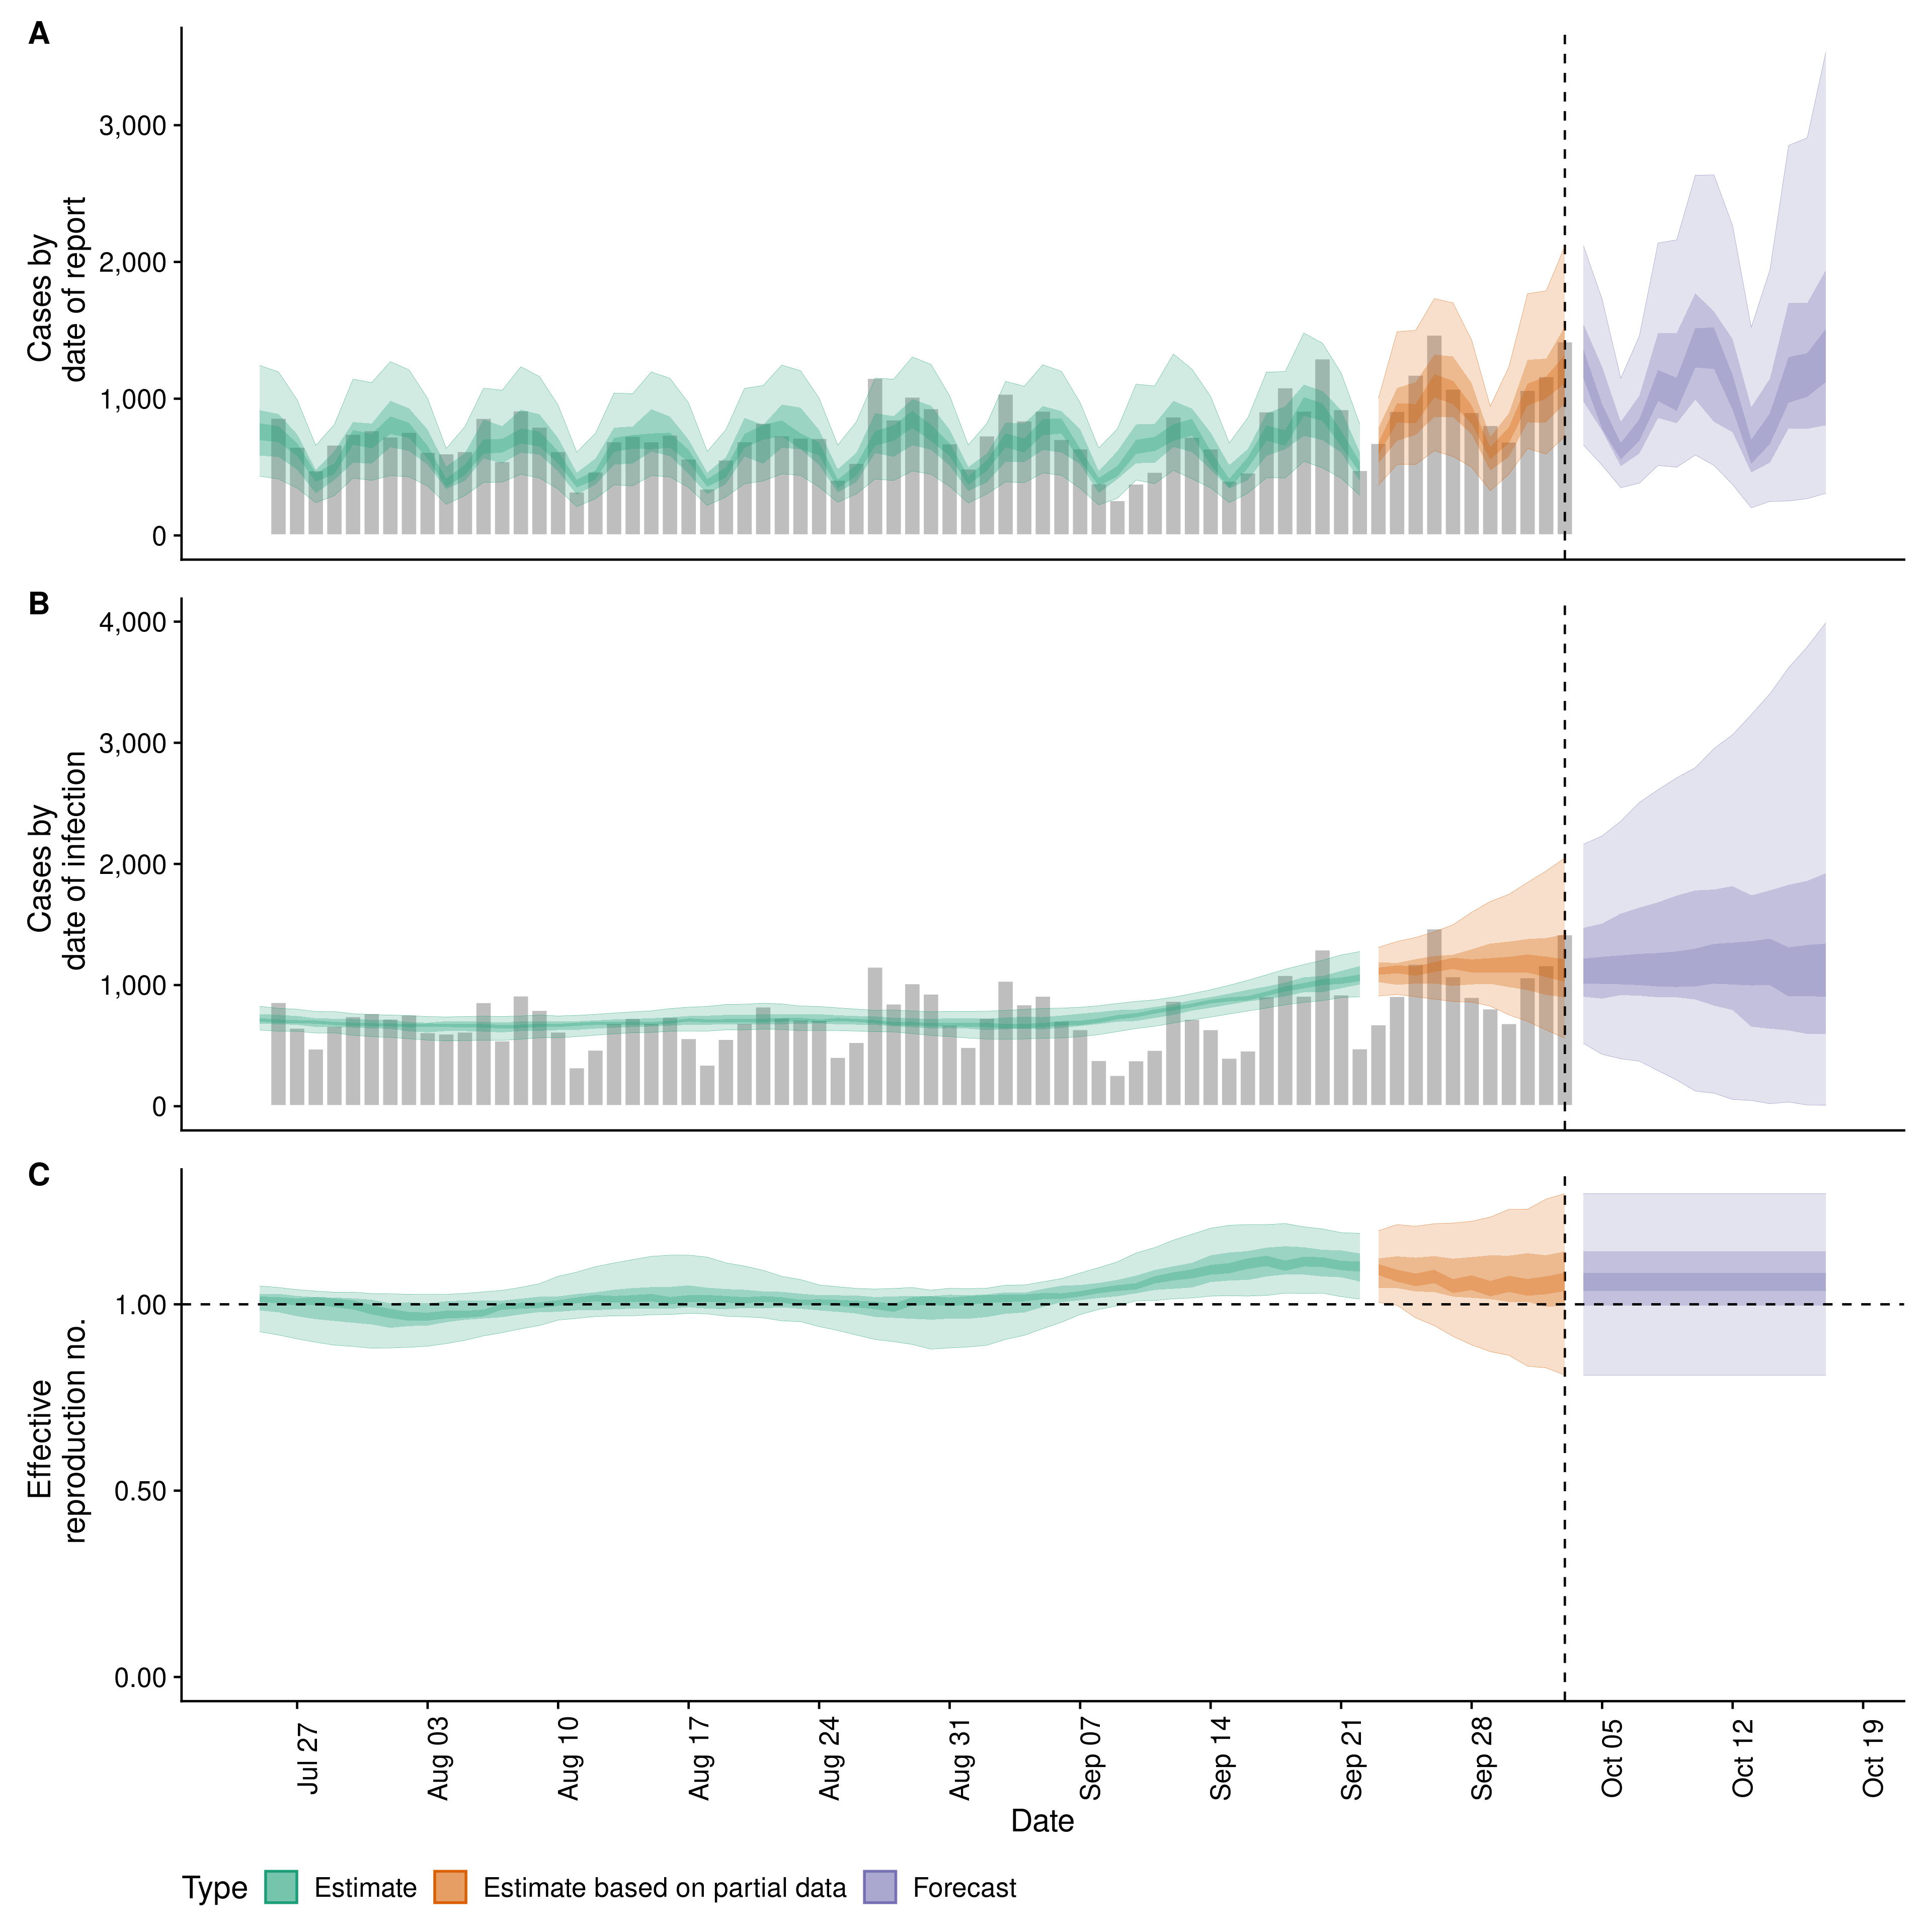 A
Cases by
date of report
3,000
2,000
1,000
0
B
Cases by
date of infection
4,000
3,000
2,000
1,000
0
C
Effective
reproduction no.
1.00
0.50
0.00
Jul 27
Aug 03
Aug 10
Aug 17
Aug 24
Aug 31
Sep 07
Sep 14
Sep 21
Sep 28
Oct 05
Oct 12
Oct 19
Date
Type Estimate Estimate based on partial data Forecast